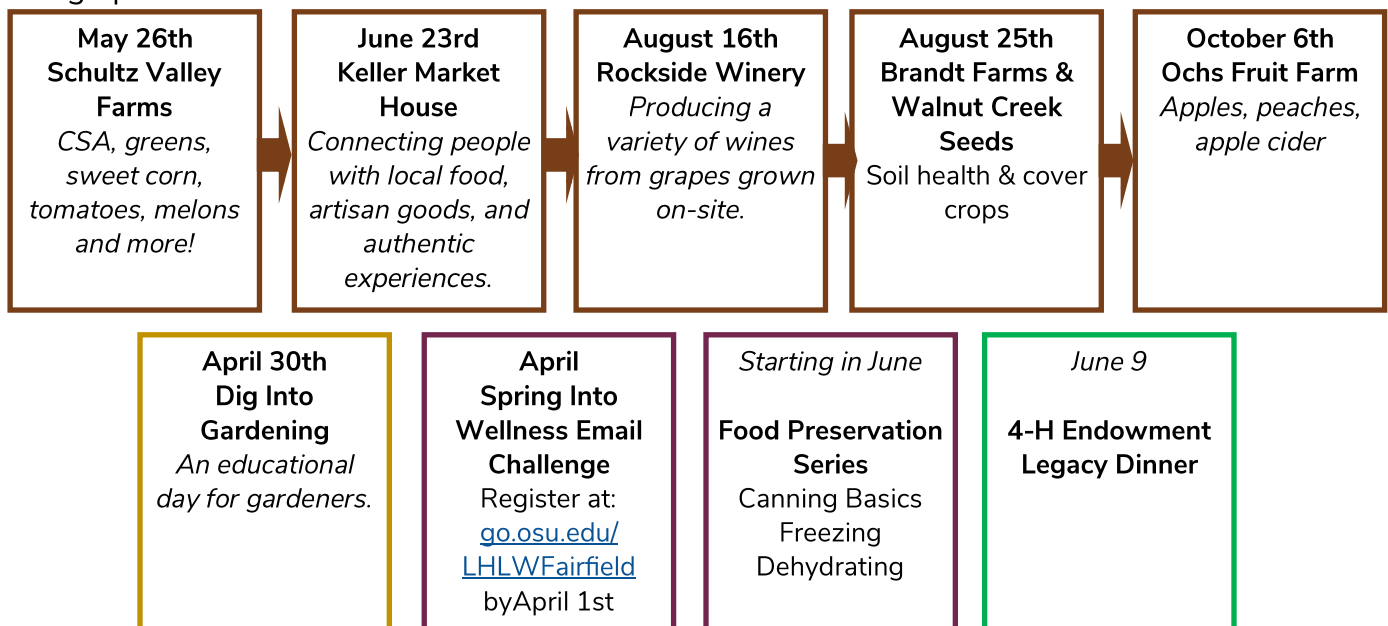 May 26th
Schultz Valley
Farms
CSA, greens,
sweet corn,
tomatoes, melons
and more!
June 23rd
Keller Market
House
Connecting people
with local food,
artisan goods, and
authentic
experiences.
August 16th
Rockside Winery
Producing a
variety of wines
from grapes grown
on-site.
August 25th
Brandt Farms &
Walnut Creek
Seeds
Soil health & cover
crops
October 6th
Ochs Fruit Farm
Apples, peaches,
apple cider
April 30th
Dig Into
Gardening
An educational
day for gardeners.
April
Spring Into
Wellness Email
Challenge
Register at:
go.osu.edu/
LHLWFairfield
byApril 1st
Starting in June
Food Preservation
Series
Canning Basics
Freezing
Dehydrating
June 9
4-H Endowment
Legacy Dinner